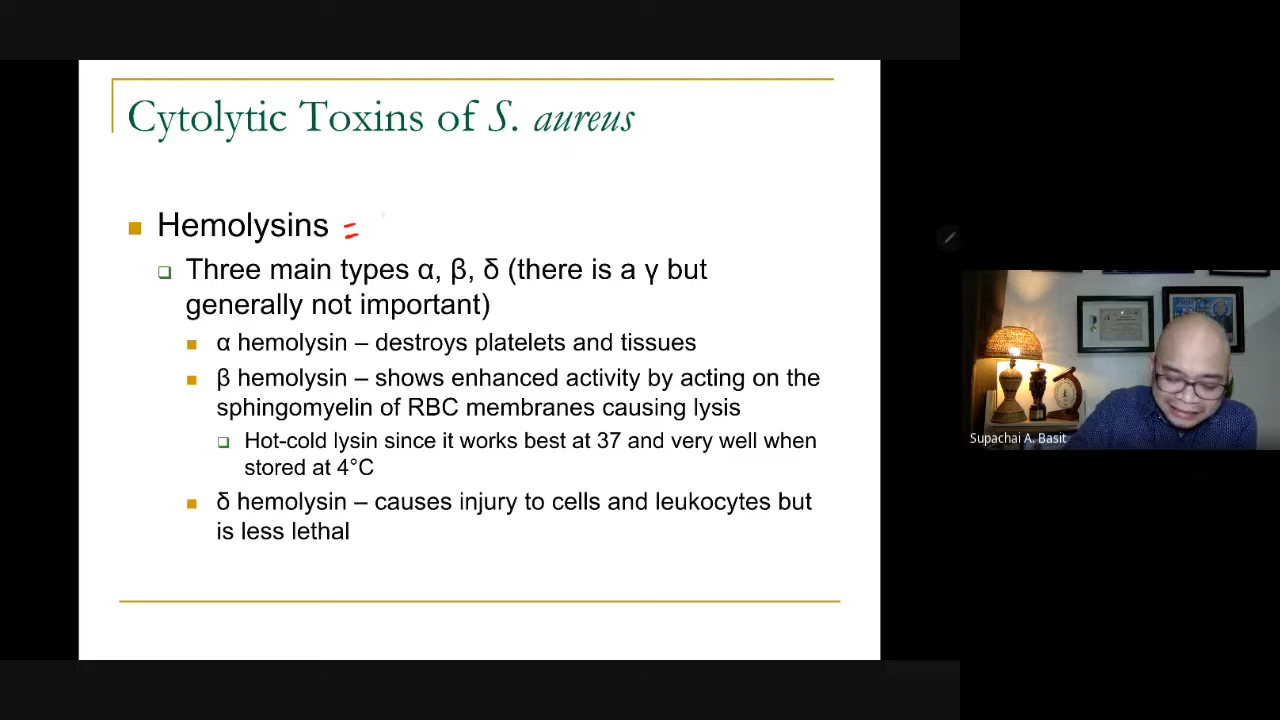 Cytolytic Toxins of S. aureus
Hemolysins =
Three main types α, β, δ (there is a γ but
generally not important)
α hemolysin – destroys platelets and tissues
β hemolysin – shows enhanced activity by acting on the
sphingomyelin of RBC membranes causing lysis
Hot-cold lysin since it works best at 37 and very well when
stored at 4°C
δ hemolysin – causes injury to cells and leukocytes but
is less lethal
Supachai A. Basit